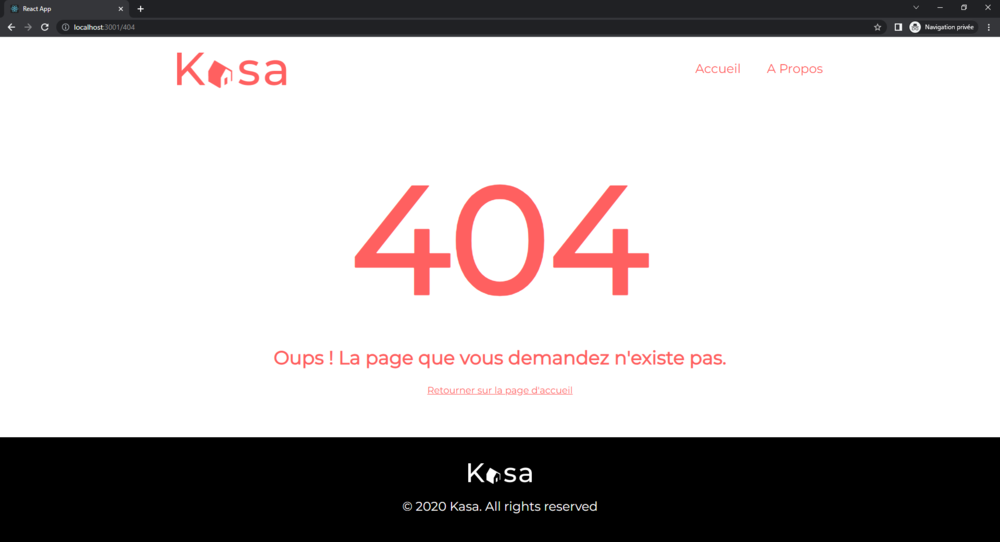 React App
localhost:3001/404
Navigation privée
Kasa
Accueil
A Propos
404
Oups ! La page que vous demandez n'existe pas.
Retourner sur la page d'accueil
Kasa
© 2020 Kasa. All rights reserved